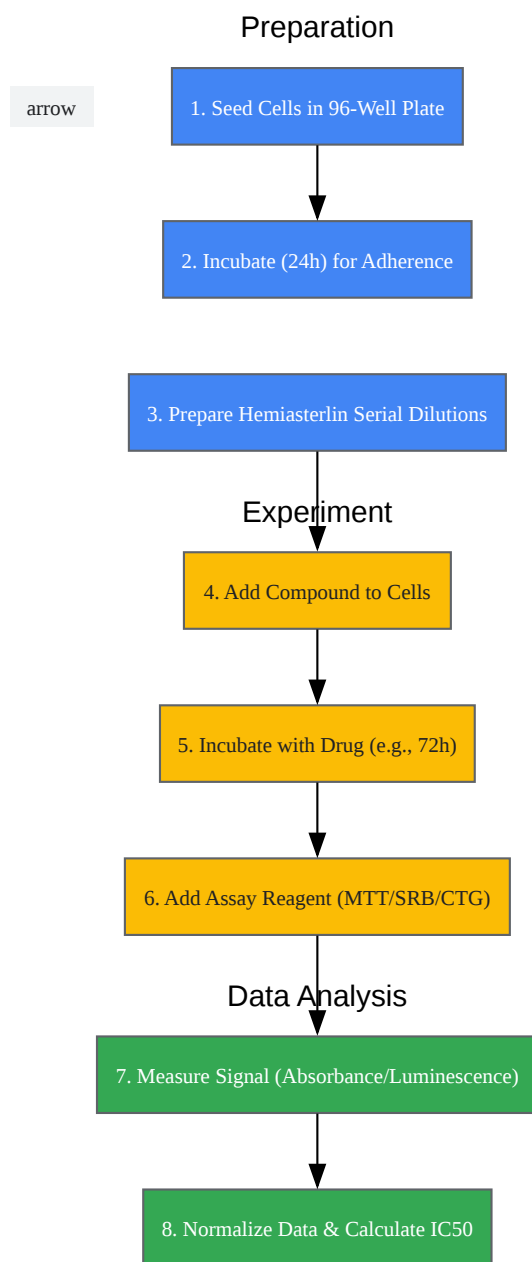 Preparation
arrow
1. Seed Cells in 96-Well Plate
2. Incubate (24h) for Adherence
3. Prepare Hemiasterlin Serial Dilutions
Experiment
4. Add Compound to Cells
5. Incubate with Drug (e.g., 72h)
6. Add Assay Reagent (MTT/SRB/CTG)
Data Analysis
7. Measure Signal (Absorbance/Luminescence)
8. Normalize Data & Calculate IC50